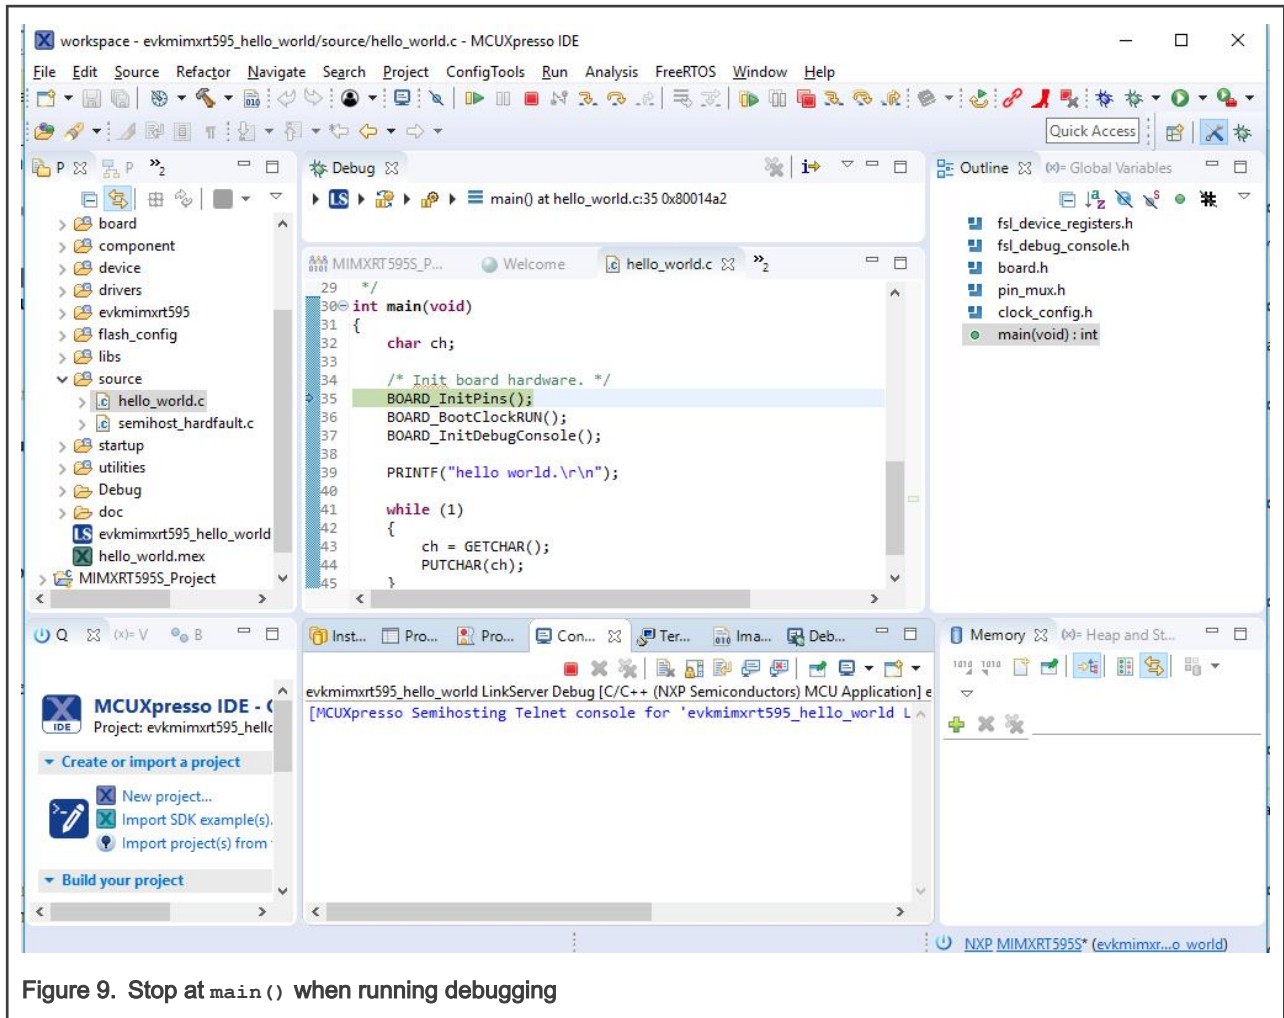 workspace - evkmimxrt595_hello_world/source/hello_world.c - MCUXpresso IDE
File Edit Source Refactor Navigate Search Project ConfigTools Run Analysis FreeRTOS Window Help
Quick Access
P P »2
board
component
device
drivers
evkmimxrt595
flash_config
libs
source
hello_world.c
semihost_hardfault.c
startup
utilities
Debug
doc
LS evkmimxrt595_hello_world
hello_world.mex
MIMXRT595S_Project
Debug
LS main() at hello_world.c:35 0x80014a2
MIMXRT595S_P... Welcome hello_world.c »2
29 */
30 int main(void)
31 {
32 char ch;
33
34 /* Init board hardware. */
35 BOARD_InitPins();
36 BOARD_BootClockRUN();
37 BOARD_InitDebugConsole();
38
39 PRINTF("hello world.\r\n");
40
41 while (1)
42 {
43 ch = GETCHAR();
44 PUTCHAR(ch);
45 }
Outline (x)= Global Variables
fsl_device_registers.h
fsl_debug_console.h
board.h
pin_mux.h
clock_config.h
main(void) : int
Q (x)= V B
IDE
MCUXpresso IDE - (
Project: evkmimxrt595_hellc
Create or import a project
New project...
Import SDK example(s).
Import project(s) from
Build your project
Inst... Pro... Pro... Con... Ter... Ima... Deb...
evkmimxrt595_hello_world LinkServer Debug [C/C++ (NXP Semiconductors) MCU Application] e
[MCUXpresso Semihosting Telnet console for 'evkmimxrt595_hello_world L
Memory (x)= Heap and St...
NXP MIMXRT595S* (evkmimxr...o_world)
Figure 9. Stop at main() when running debugging